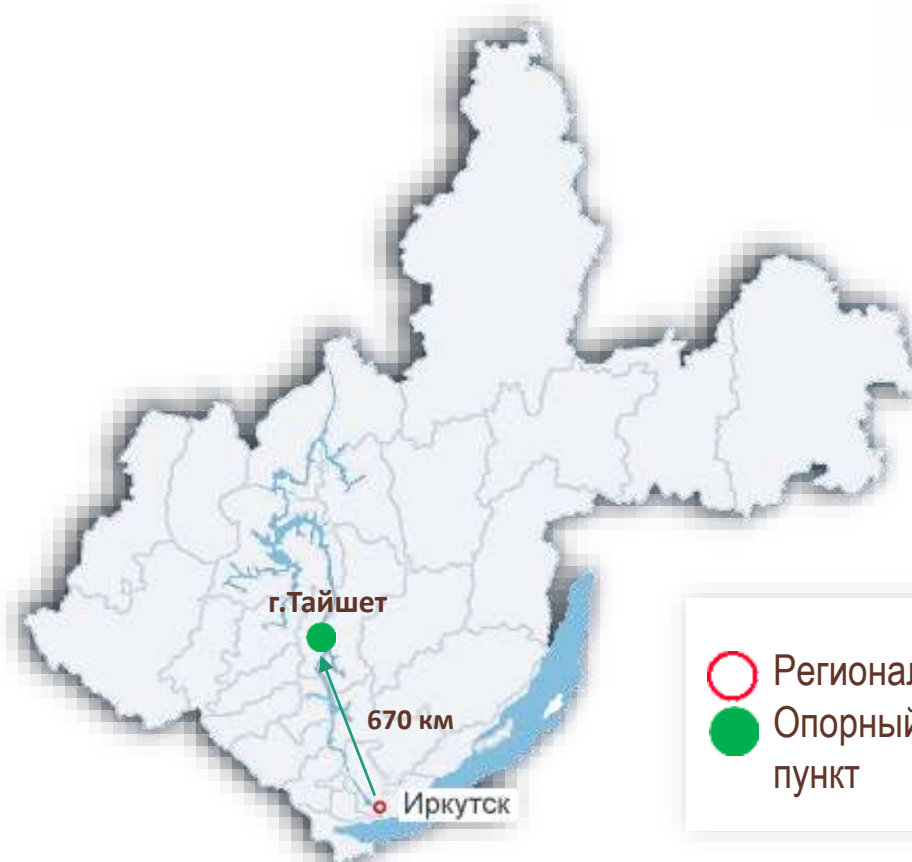 г.Тайшет
670 км
Иркутск
Регионал
Опорный
пункт